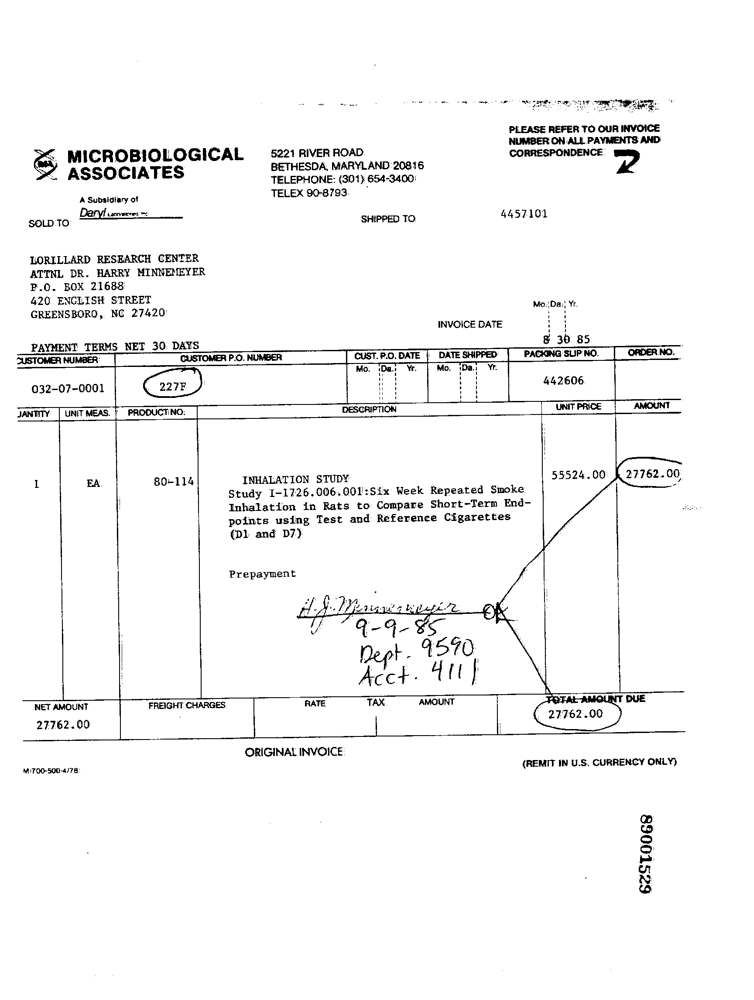 PLEASE REFER TO OUR INVOICE
NUMBER ON ALL PAYMENTS AND
CORRESPONDENCE
MICROBIOLOGICAL
ASSOCIATES
5221 RIVER ROAD
BETHESDA, MARYLAND 20816
TELEPHONE: (301) 654-3400
TELEX 90-8793
A Subsidiary of
Daryl Laboratories Inc
SOLD TO
SHIPPED TO
4457101
LORILLARD RESEARCH CENTER
ATTNL DR. HARRY MINNEMEYER
P.O. BOX 21688
420 ENGLISH STREET
GREENSBORO, NC 27420
Mo. Da. Yr.
INVOICE DATE
8 30 85
PAYMENT TERMS NET 30 DAYS
CUSTOMER NUMBER CUSTOMER P.O. NUMBER CUST. P.O. DATE DATE SHIPPED PACKING SLIP NO. ORDER NO.
Mo. Da. Yr. Mo. Da. Yr.
032-07-0001 227F 442606
UANTITY UNIT MEAS. PRODUCT NO. DESCRIPTION UNIT PRICE AMOUNT
1 EA 80-114 INHALATION STUDY 55524.00 27762.00
Study I-1726.006.001:Six Week Repeated Smoke
Inhalation in Rats to Compare Short-Term End-
points using Test and Reference Cigarettes
(D1 and D7)
Prepayment
H.J. Minnemeyer OK
9-9-85
Dept. 9590
Acct. 4111
NET AMOUNT FREIGHT CHARGES RATE TAX AMOUNT TOTAL AMOUNT DUE
27762.00 27762.00
ORIGINAL INVOICE
(REMIT IN U.S. CURRENCY ONLY)
M-700-500-4/78
89001529